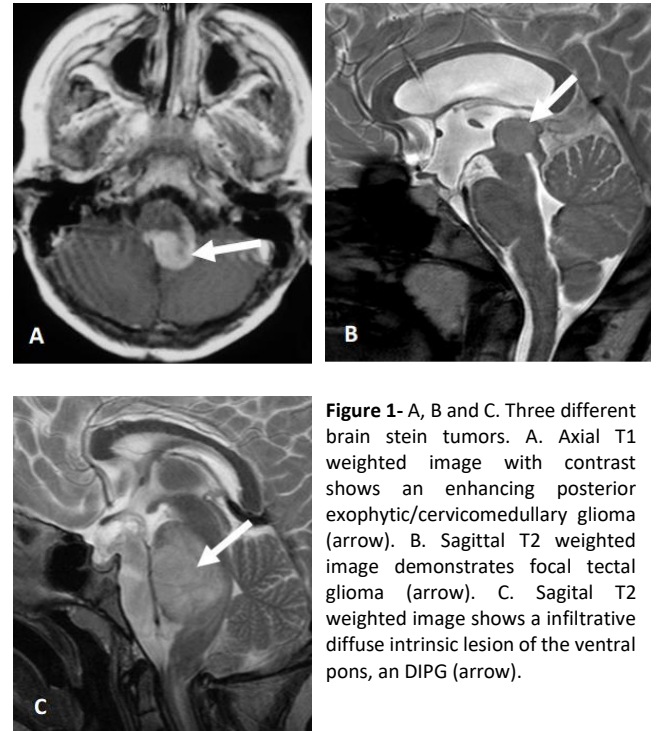 A
B
C
Figure 1- A, B and C. Three different
brain stein tumors. A. Axial T1
weighted image with contrast
shows an enhancing posterior
exophytic/cervicomedullary glioma
(arrow). B. Sagittal T2 weighted
image demonstrates focal tectal
glioma (arrow). C. Sagital T2
weighted image shows a infiltrative
diffuse intrinsic lesion of the ventral
pons, an DIPG (arrow).